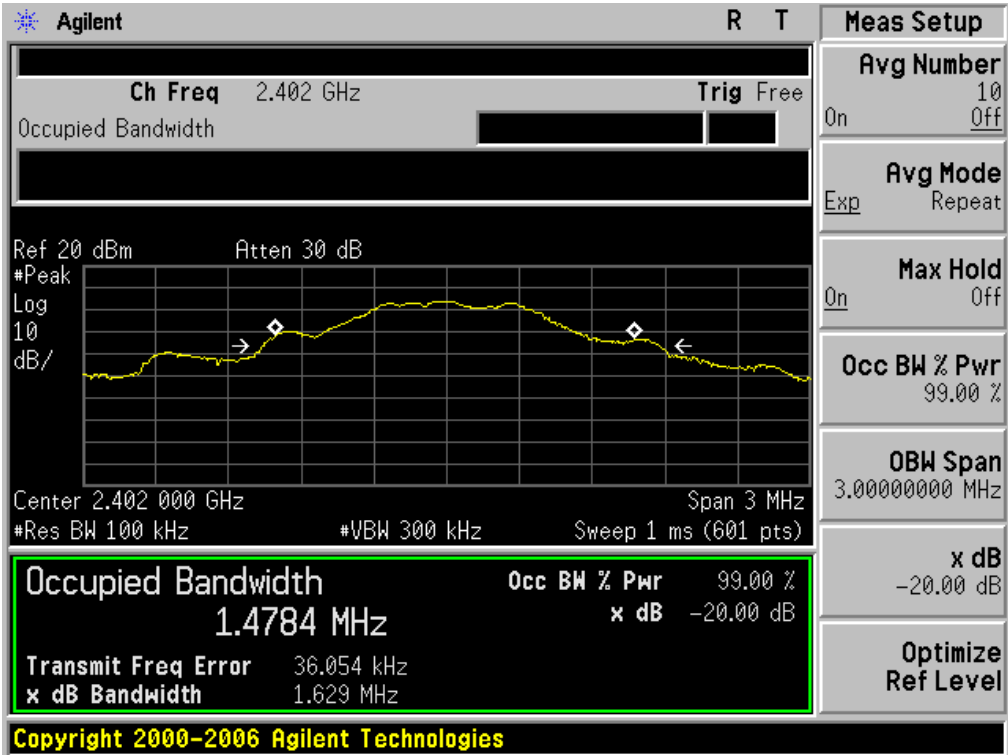 Agilent R T
Ch Freq 2.402 GHz Trig Free
Occupied Bandwidth
Ref 20 dBm Atten 30 dB
#Peak
Log
10
dB/
Center 2.402 000 GHz Span 3 MHz
#Res BW 100 kHz #VBW 300 kHz Sweep 1 ms (601 pts)
Occupied Bandwidth
1.4784 MHz
Occ BW % Pwr 99.00 %
x dB -20.00 dB
Transmit Freq Error 36.054 kHz
x dB Bandwidth 1.629 MHz
Copyright 2000-2006 Agilent Technologies
Meas Setup
Avg Number
10
On Off
Avg Mode
Exp Repeat
Max Hold
On Off
Occ BW % Pwr
99.00 %
OBW Span
3.00000000 MHz
x dB
-20.00 dB
Optimize
Ref Level